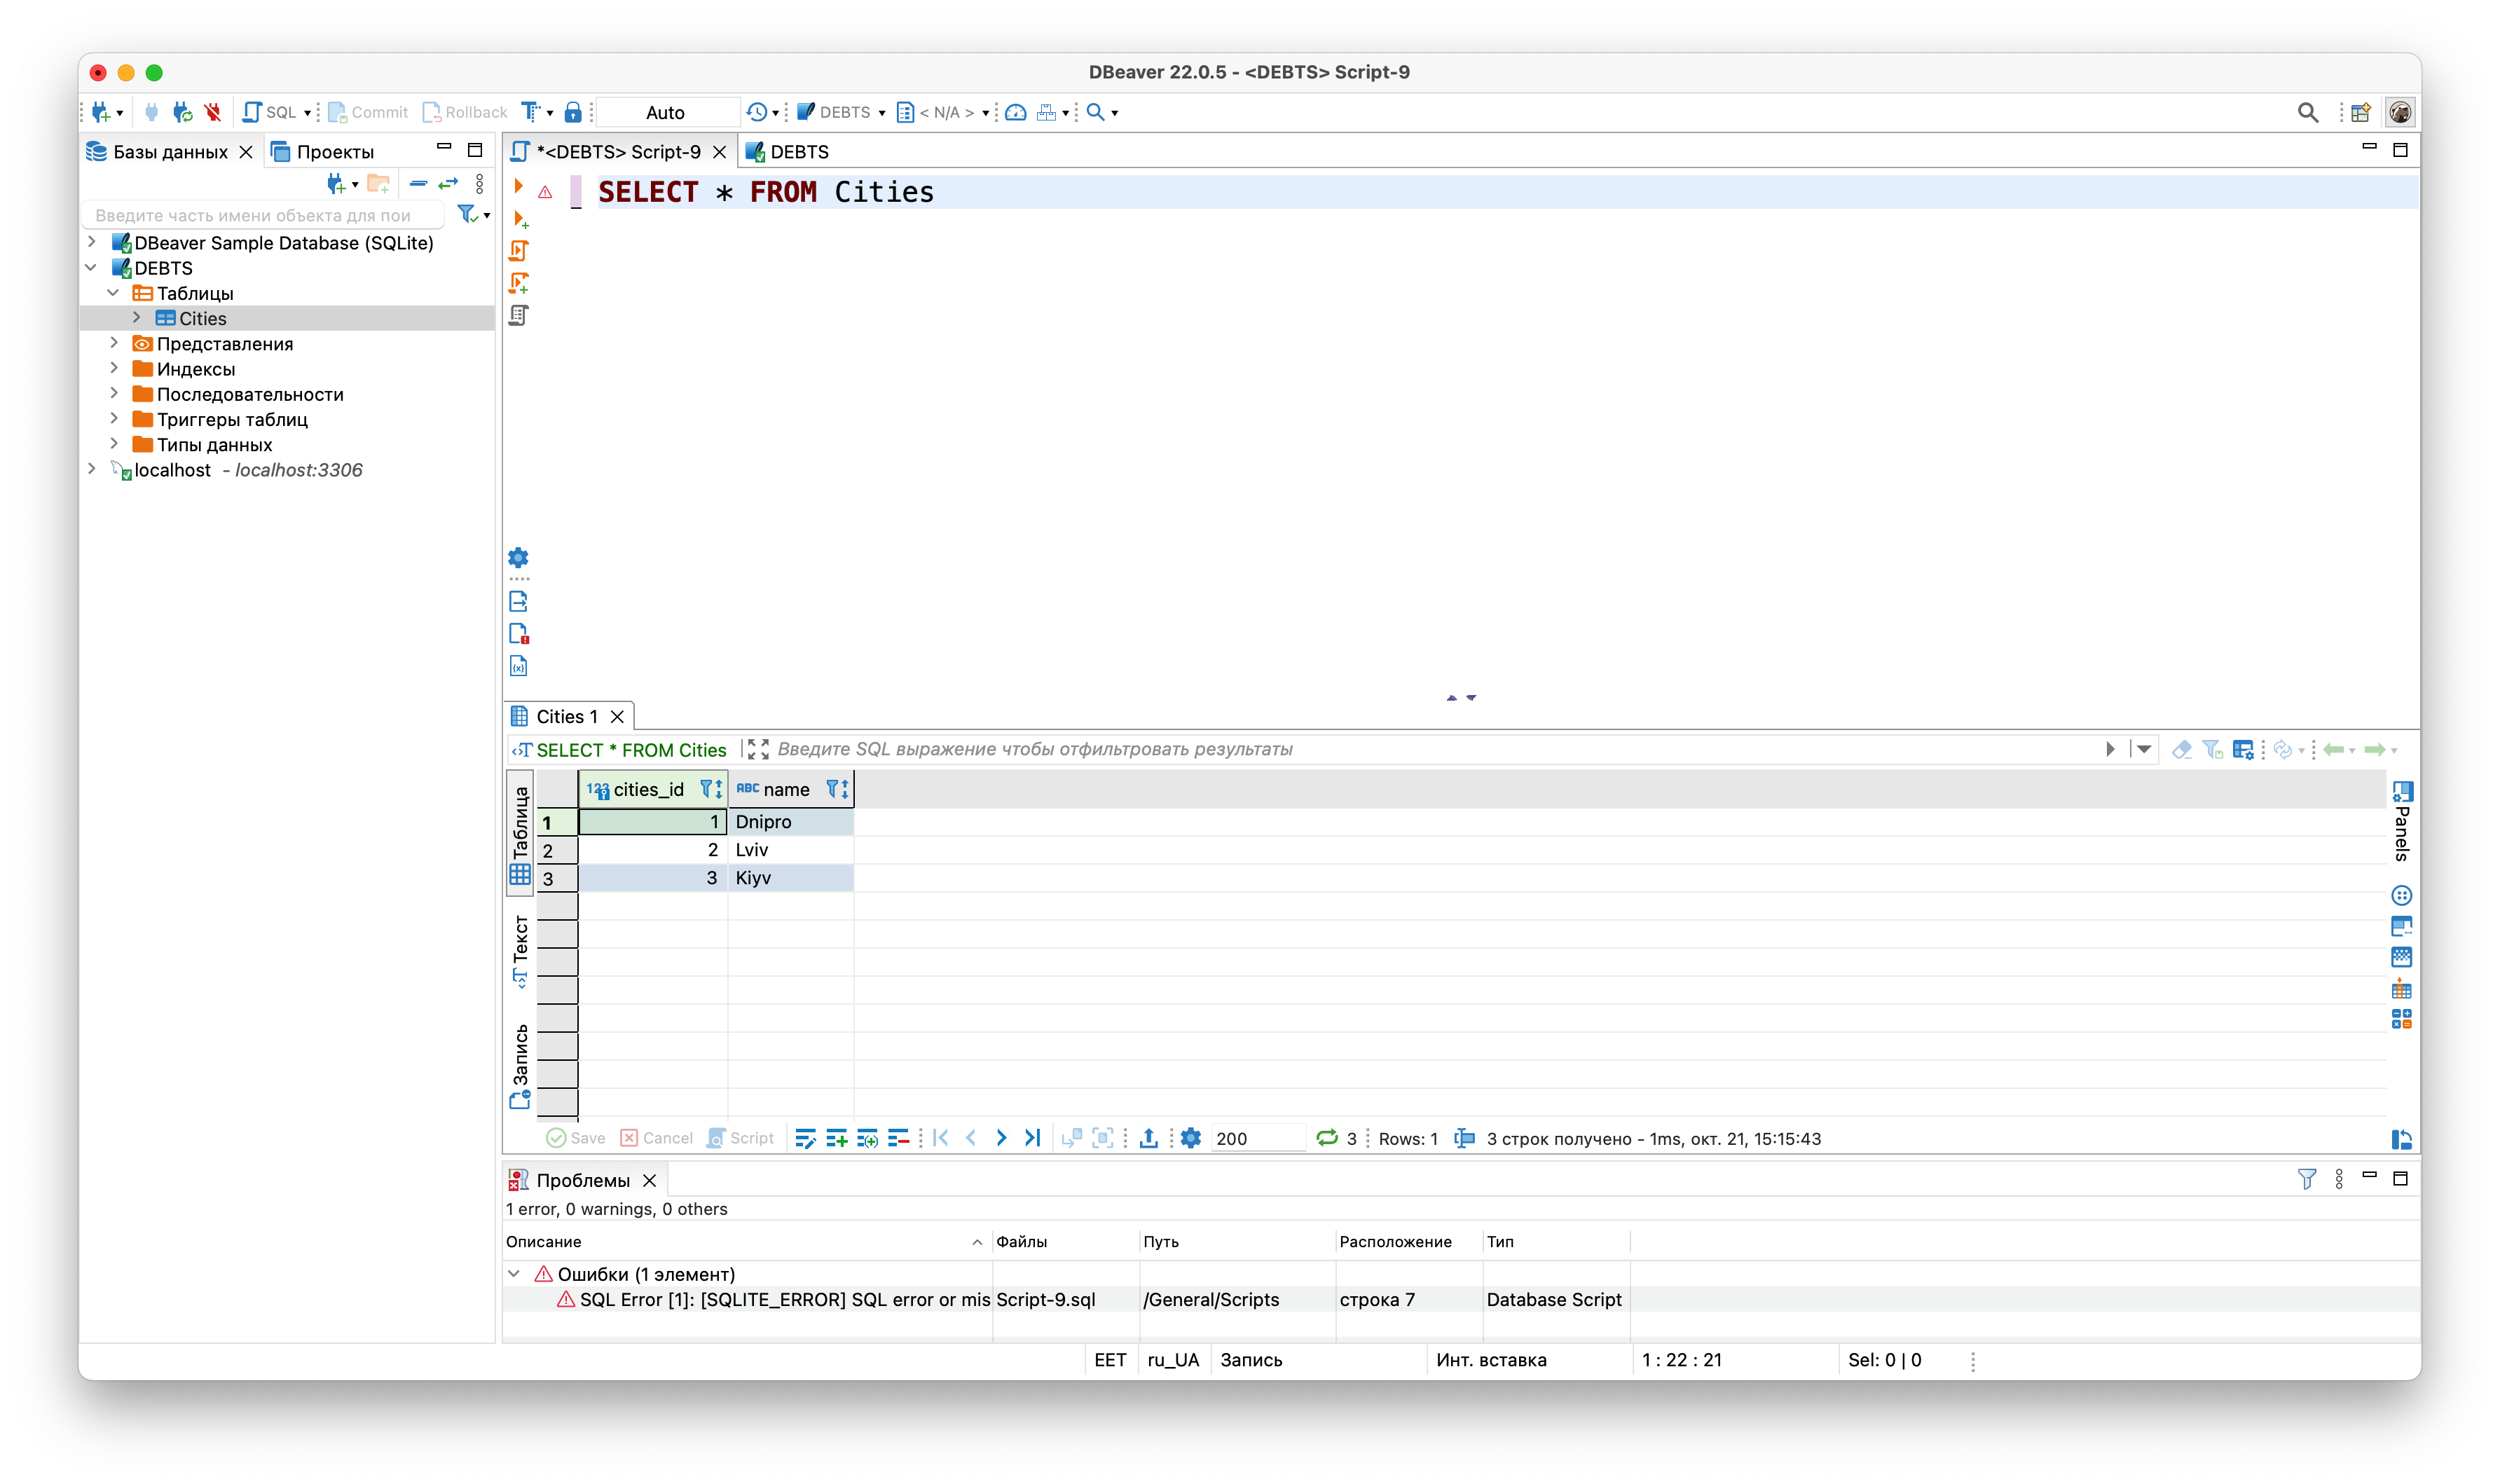 DBeaver 22.0.5 - <DEBTS> Script-9
SQL Commit Rollback Auto DEBTS < N/A >
Базы данных Проекты
Введите часть имени объекта для пои
DBeaver Sample Database (SQLite)
DEBTS
Таблицы
Cities
Представления
Индексы
Последовательности
Триггеры таблиц
Типы данных
localhost - localhost:3306
*<DEBTS> Script-9 DEBTS
SELECT * FROM Cities
Cities 1
SELECT * FROM Cities Введите SQL выражение чтобы отфильтровать результаты
Таблица
Текст
Запись
123 cities_id ABC name
1 1 Dnipro
2 2 Lviv
3 3 Kiyv
Panels
Save Cancel Script 200 3 Rows: 1 3 строк получено - 1ms, окт. 21, 15:15:43
Проблемы
1 error, 0 warnings, 0 others
Описание Файлы Путь Расположение Тип
Ошибки (1 элемент)
SQL Error [1]: [SQLITE_ERROR] SQL error or mis Script-9.sql /General/Scripts строка 7 Database Script
EET ru_UA Запись Инт. вставка 1 : 22 : 21 Sel: 0 | 0